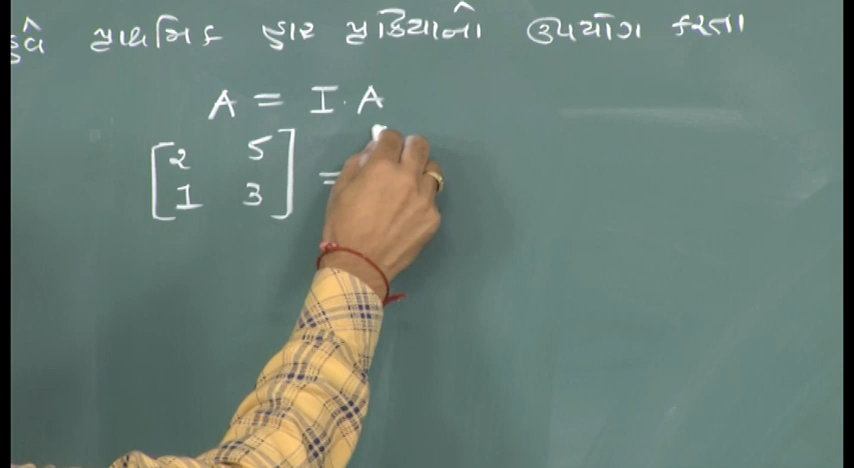 હવે પ્રાથમિક હાર પ્રક્રિયાનો ઉપયોગ કરતા
A = I . A
[2 5
1 3] =